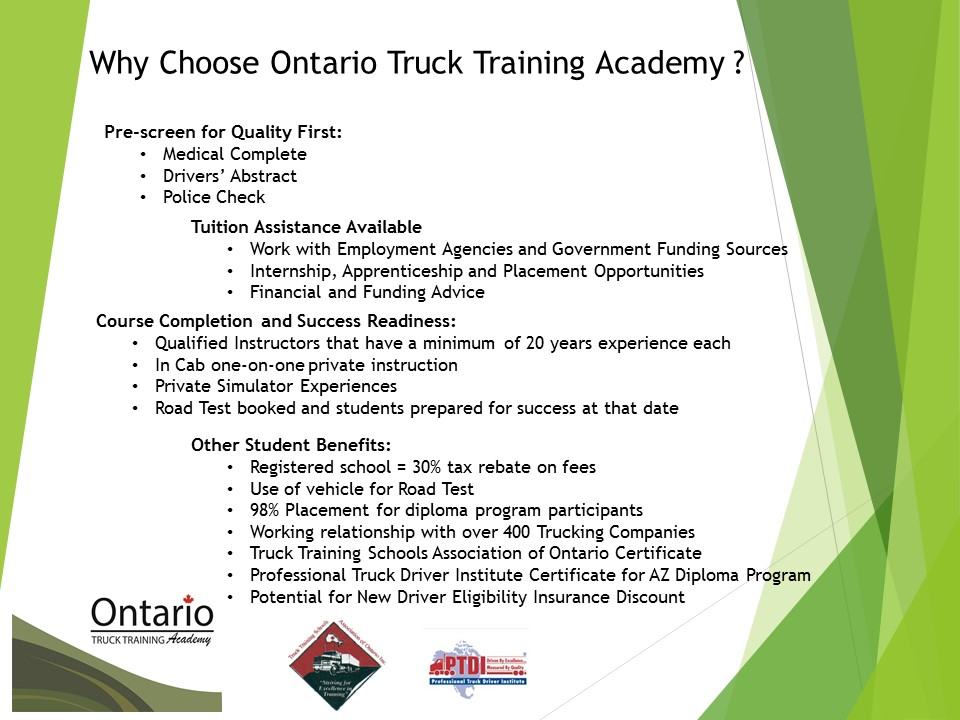 Why Choose Ontario Truck Training Academy ?
Pre-screen for Quality First:
• Medical Complete
• Drivers’ Abstract
• Police Check
Tuition Assistance Available
• Work with Employment Agencies and Government Funding Sources
• Internship, Apprenticeship and Placement Opportunities
• Financial and Funding Advice
Course Completion and Success Readiness:
• Qualified Instructors that have a minimum of 20 years experience each
• In Cab one-on-one private instruction
• Private Simulator Experiences
• Road Test booked and students prepared for success at that date
Other Student Benefits:
• Registered school = 30% tax rebate on fees
• Use of vehicle for Road Test
• 98% Placement for diploma program participants
• Working relationship with over 400 Trucking Companies
• Truck Training Schools Association of Ontario Certificate
• Professional Truck Driver Institute Certificate for AZ Diploma Program
• Potential for New Driver Eligibility Insurance Discount
Ontario
TRUCK TRAINING Academy
Truck Training Schools
Association of Ontario Inc.
"Striving for
Excellence in
Training"
PTDI
Driven By Excellence...
Measured By Quality
Professional Truck Driver Institute